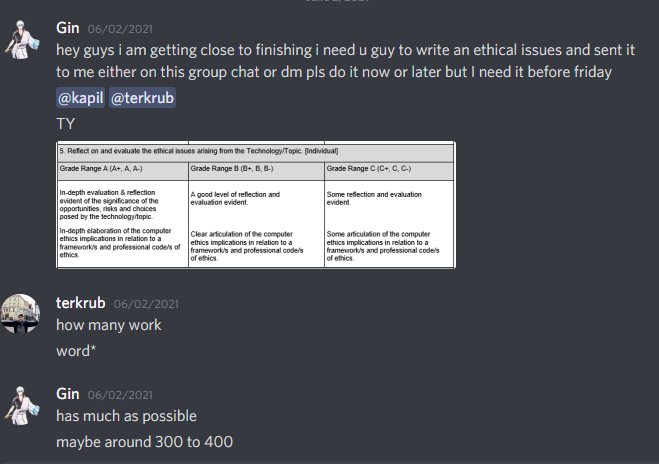 Gin 06/02/2021
hey guys i am getting close to finishing i need u guy to write an ethical issues and sent it
to me either on this group chat or dm pls do it now or later but I need it before friday
@kapil @terkrub
TY
5. Reflect on and evaluate the ethical issues arising from the Technology/Topic. [Individual]
Grade Range A (A+, A, A-) Grade Range B (B+, B, B-) Grade Range C (C+, C, C-)
In-depth evaluation & reflection
evident of the significance of the
opportunities, risks and choices
posed by the technology/topic.
In-depth elaboration of the computer
ethics implications in relation to a
framework/s and professional code/s of
ethics.
A good level of reflection and
evaluation evident.
Clear articulation of the computer
ethics implications in relation to a
framework/s and professional code/s
of ethics.
Some reflection and evaluation
evident.
Some articulation of the computer
ethics implications in relation to a
framework/s and professional code/s
of ethics.
terkrub 06/02/2021
how many work
word*
Gin 06/02/2021
has much as possible
maybe around 300 to 400